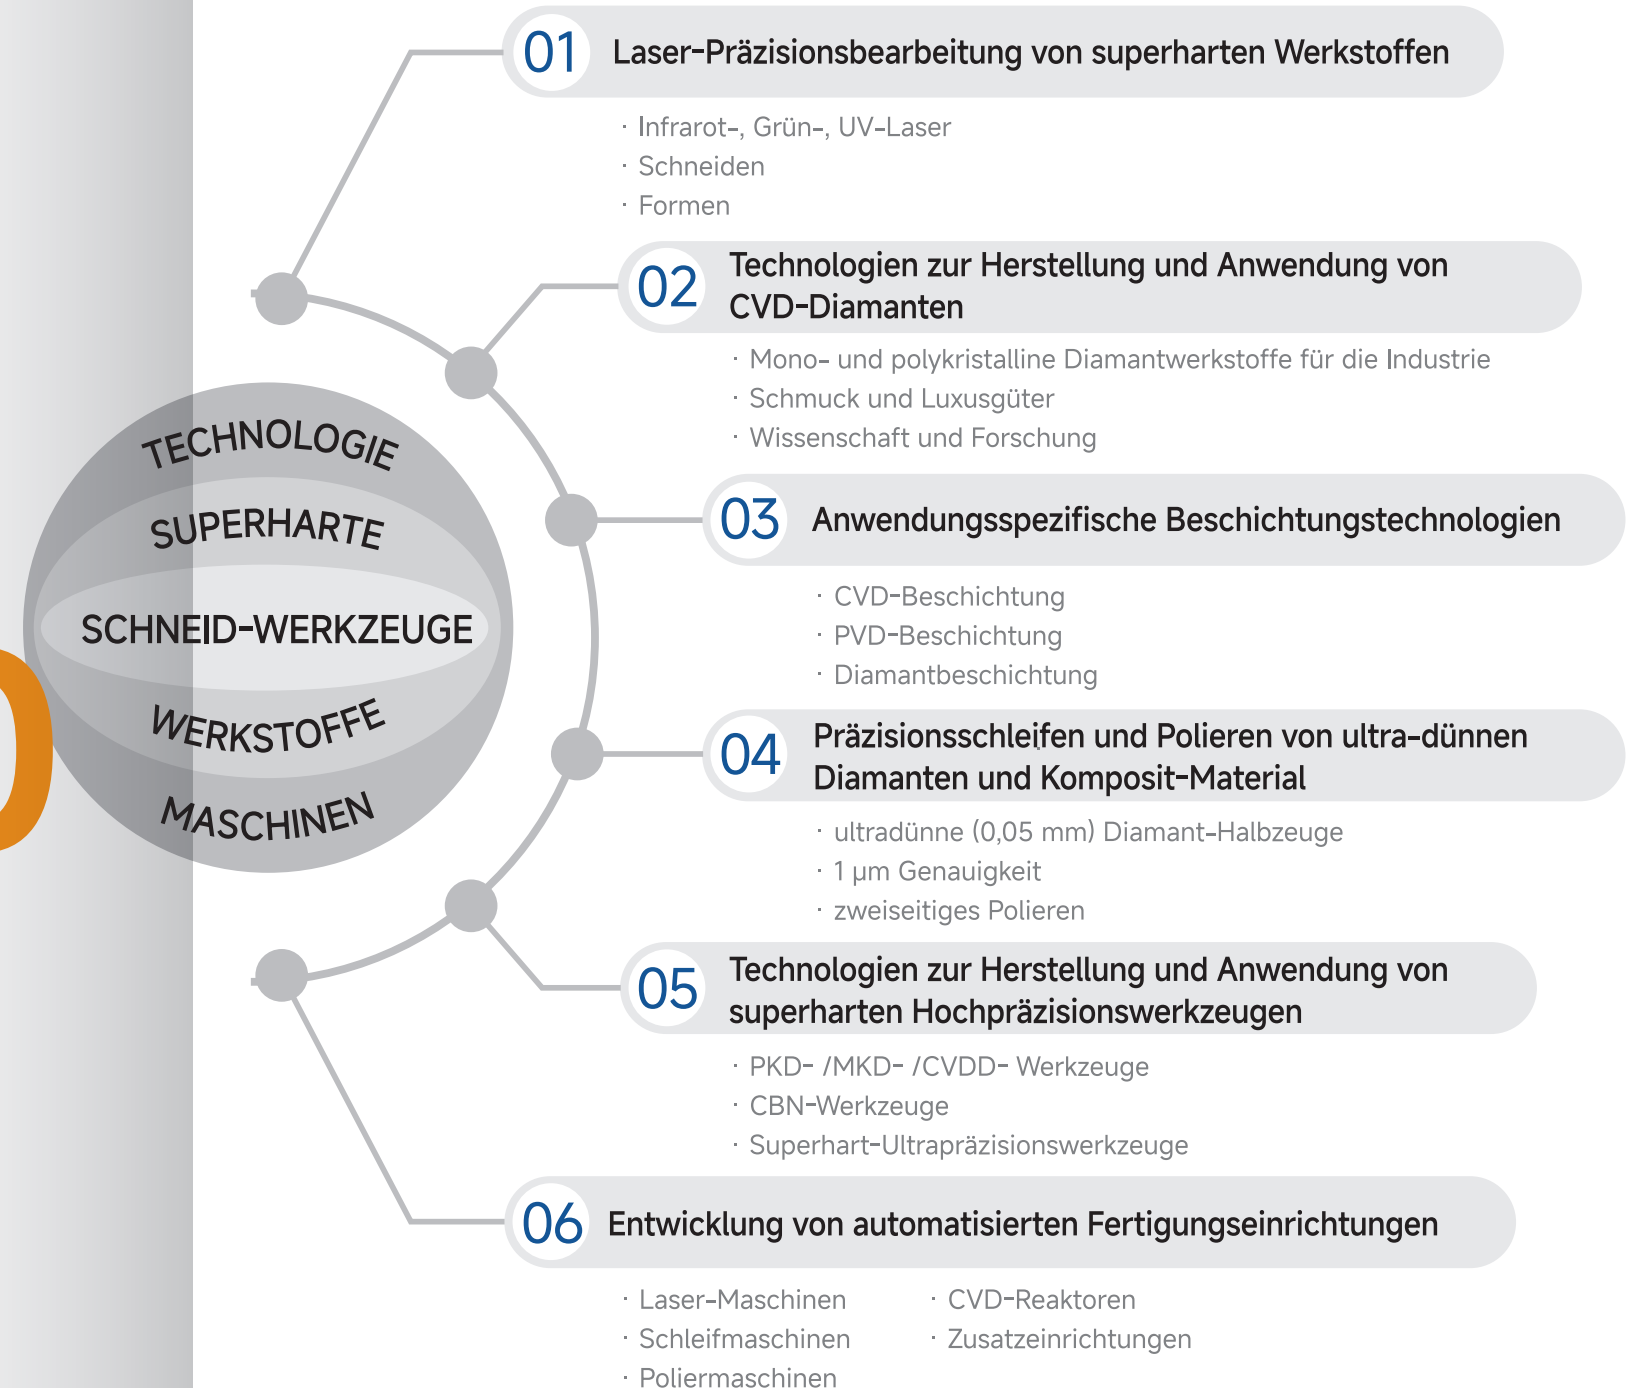 01
Laser-Präzisionsbearbeitung von superharten Werkstoffen
· Infrarot-, Grün-, UV-Laser
· Schneiden
· Formen
02
Technologien zur Herstellung und Anwendung von
CVD-Diamanten
· Mono- und polykristalline Diamantwerkstoffe für die Industrie
· Schmuck und Luxusgüter
· Wissenschaft und Forschung
TECHNOLOGIE
SUPERHARTE
SCHNEID-WERKZEUGE
WERKSTOFFE
MASCHINEN
03
Anwendungsspezifische Beschichtungstechnologien
· CVD-Beschichtung
· PVD-Beschichtung
· Diamantbeschichtung
04
Präzisionsschleifen und Polieren von ultra-dünnen
Diamanten und Komposit-Material
· ultradünne (0,05 mm) Diamant-Halbzeuge
· 1 µm Genauigkeit
· zweiseitiges Polieren
05
Technologien zur Herstellung und Anwendung von
superharten Hochpräzisionswerkzeugen
· PKD- /MKD- /CVDD- Werkzeuge
· CBN-Werkzeuge
· Superhart-Ultrapräzisionswerkzeuge
06
Entwicklung von automatisierten Fertigungseinrichtungen
· Laser-Maschinen
· Schleifmaschinen
· Poliermaschinen
· CVD-Reaktoren
· Zusatzeinrichtungen